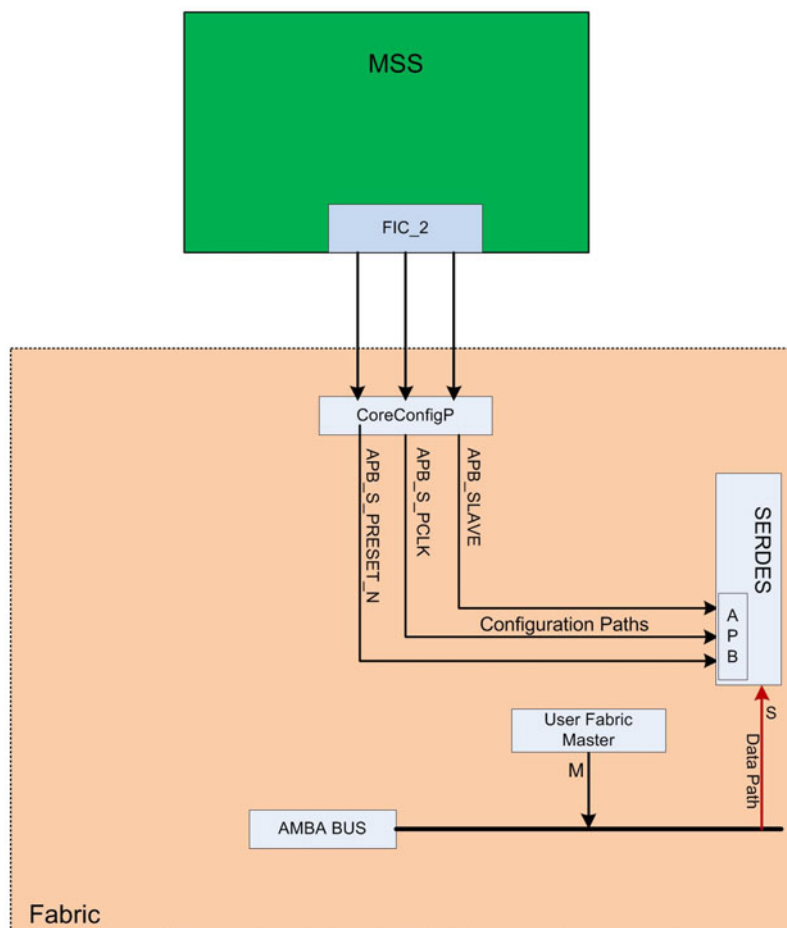 MSS
FIC_2
CoreConfigP
APB_S_PRESET_N
APB_S_PCLK
APB_SLAVE
SERDES
A
P
B
Configuration Paths
S
Data Path
User Fabric
Master
M
AMBA BUS
Fabric